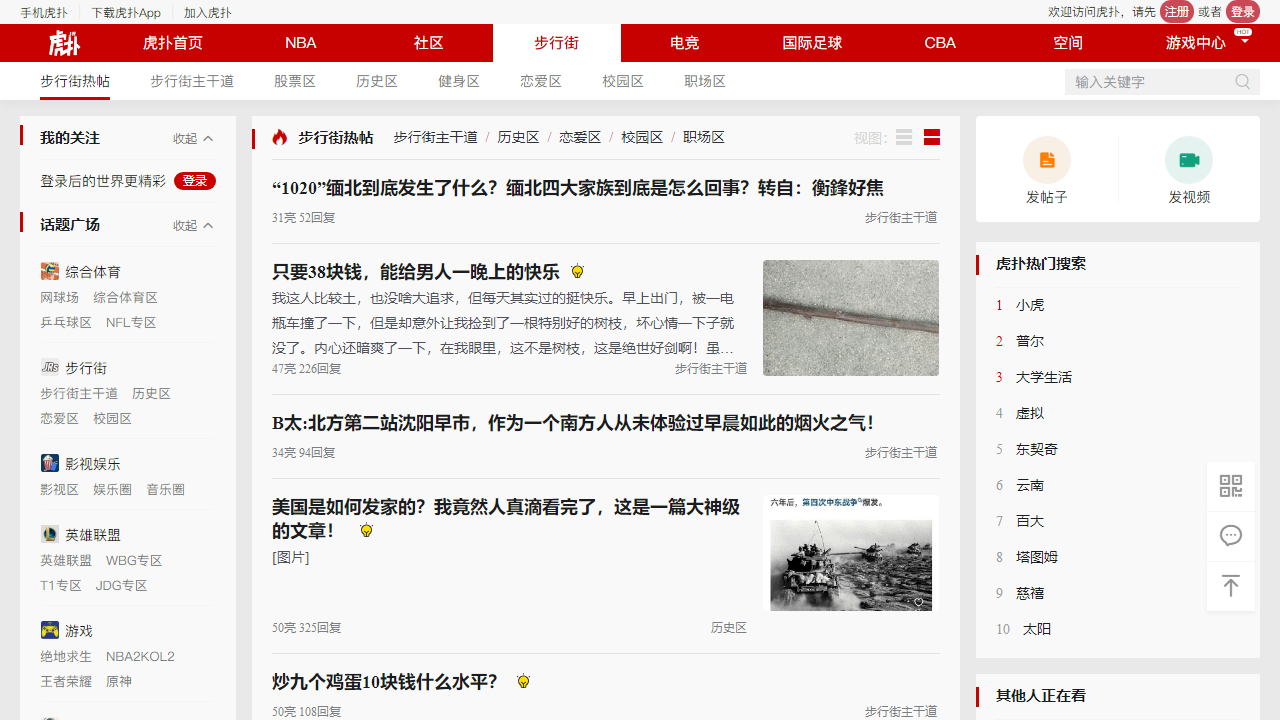 手机虎扑 下载虎扑App 加入虎扑 欢迎访问虎扑，请先 注册 或者 登录
虎扑 虎扑首页 NBA 社区 步行街 电竞 国际足球 CBA 空间 游戏中心 HOT
步行街热帖 步行街主干道 股票区 历史区 健身区 恋爱区 校园区 职场区 输入关键字
我的关注 收起
登录后的世界更精彩 登录
话题广场 收起
综合体育
网球场 综合体育区
乒乓球区 NFL专区
步行街
步行街主干道 历史区
恋爱区 校园区
影视娱乐
影视区 娱乐圈 音乐圈
英雄联盟
英雄联盟 WBG专区
T1专区 JDG专区
游戏
绝地求生 NBA2KOL2
王者荣耀 原神
步行街热帖 步行街主干道 / 历史区 / 恋爱区 / 校园区 / 职场区 视图：
“1020”缅北到底发生了什么？缅北四大家族到底是怎么回事？转自：衡鋒好焦
31亮 52回复 步行街主干道
只要38块钱，能给男人一晚上的快乐
我这人比较土，也没啥大追求，但每天其实过的挺快乐。早上出门，被一电
瓶车撞了一下，但是却意外让我捡到了一根特别好的树枝，坏心情一下子就
没了。内心还暗爽了一下，在我眼里，这不是树枝，这是绝世好剑啊！虽…
47亮 226回复 步行街主干道
B太:北方第二站沈阳早市，作为一个南方人从未体验过早晨如此的烟火之气！
34亮 94回复 步行街主干道
美国是如何发家的？我竟然人真滴看完了，这是一篇大神级
的文章！
[图片]
六年后，第四次中东战争爆发。
50亮 325回复 历史区
炒九个鸡蛋10块钱什么水平？
50亮 108回复 步行街主干道
发帖子 发视频
虎扑热门搜索
1 小虎
2 普尔
3 大学生活
4 虚拟
5 东契奇
6 云南
7 百大
8 塔图姆
9 慈禧
10 太阳
其他人正在看